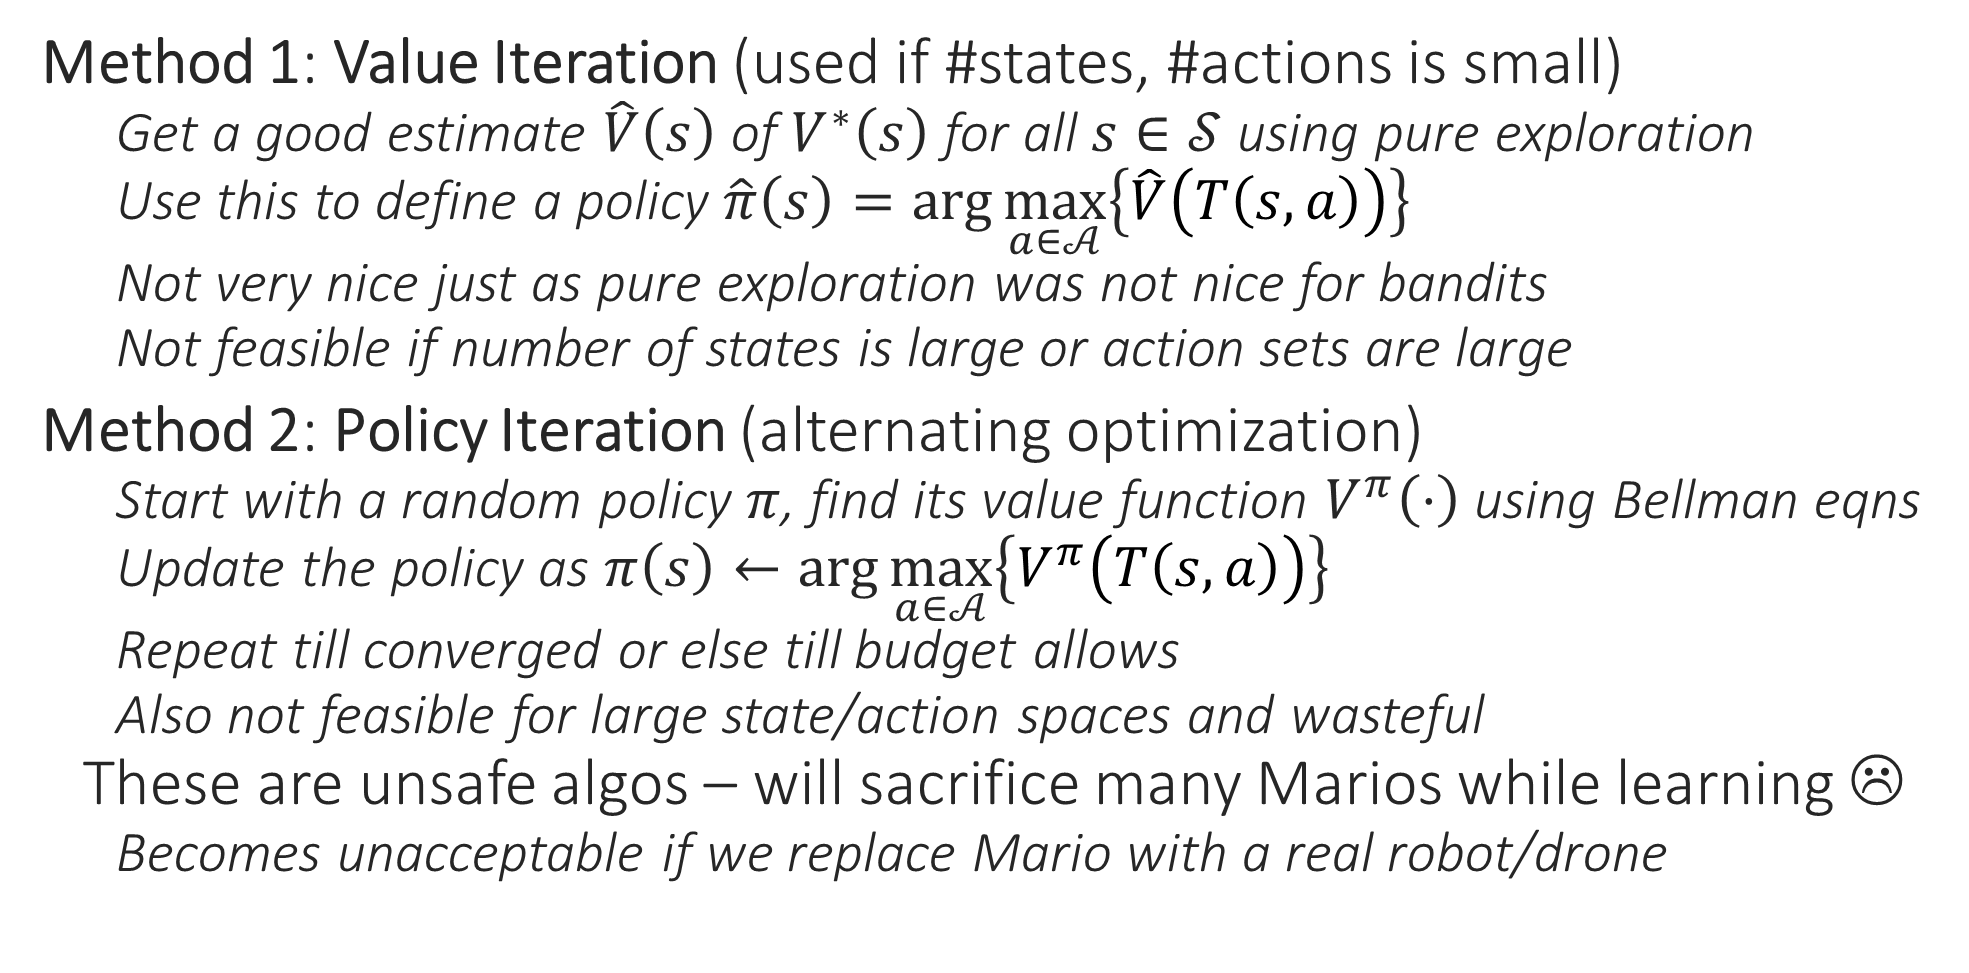 Method 1: Value Iteration (used if #states, #actions is small)
Get a good estimate V̂(s) of V*(s) for all s ∈ 𝒮 using pure exploration
Use this to define a policy π̂(s) = arg max{V̂(T(s, a))}
a∈𝒜
Not very nice just as pure exploration was not nice for bandits
Not feasible if number of states is large or action sets are large
Method 2: Policy Iteration (alternating optimization)
Start with a random policy π, find its value function V^π(·) using Bellman eqns
Update the policy as π(s) ← arg max{V^π(T(s, a))}
a∈𝒜
Repeat till converged or else till budget allows
Also not feasible for large state/action spaces and wasteful
These are unsafe algos – will sacrifice many Marios while learning ☹
Becomes unacceptable if we replace Mario with a real robot/drone